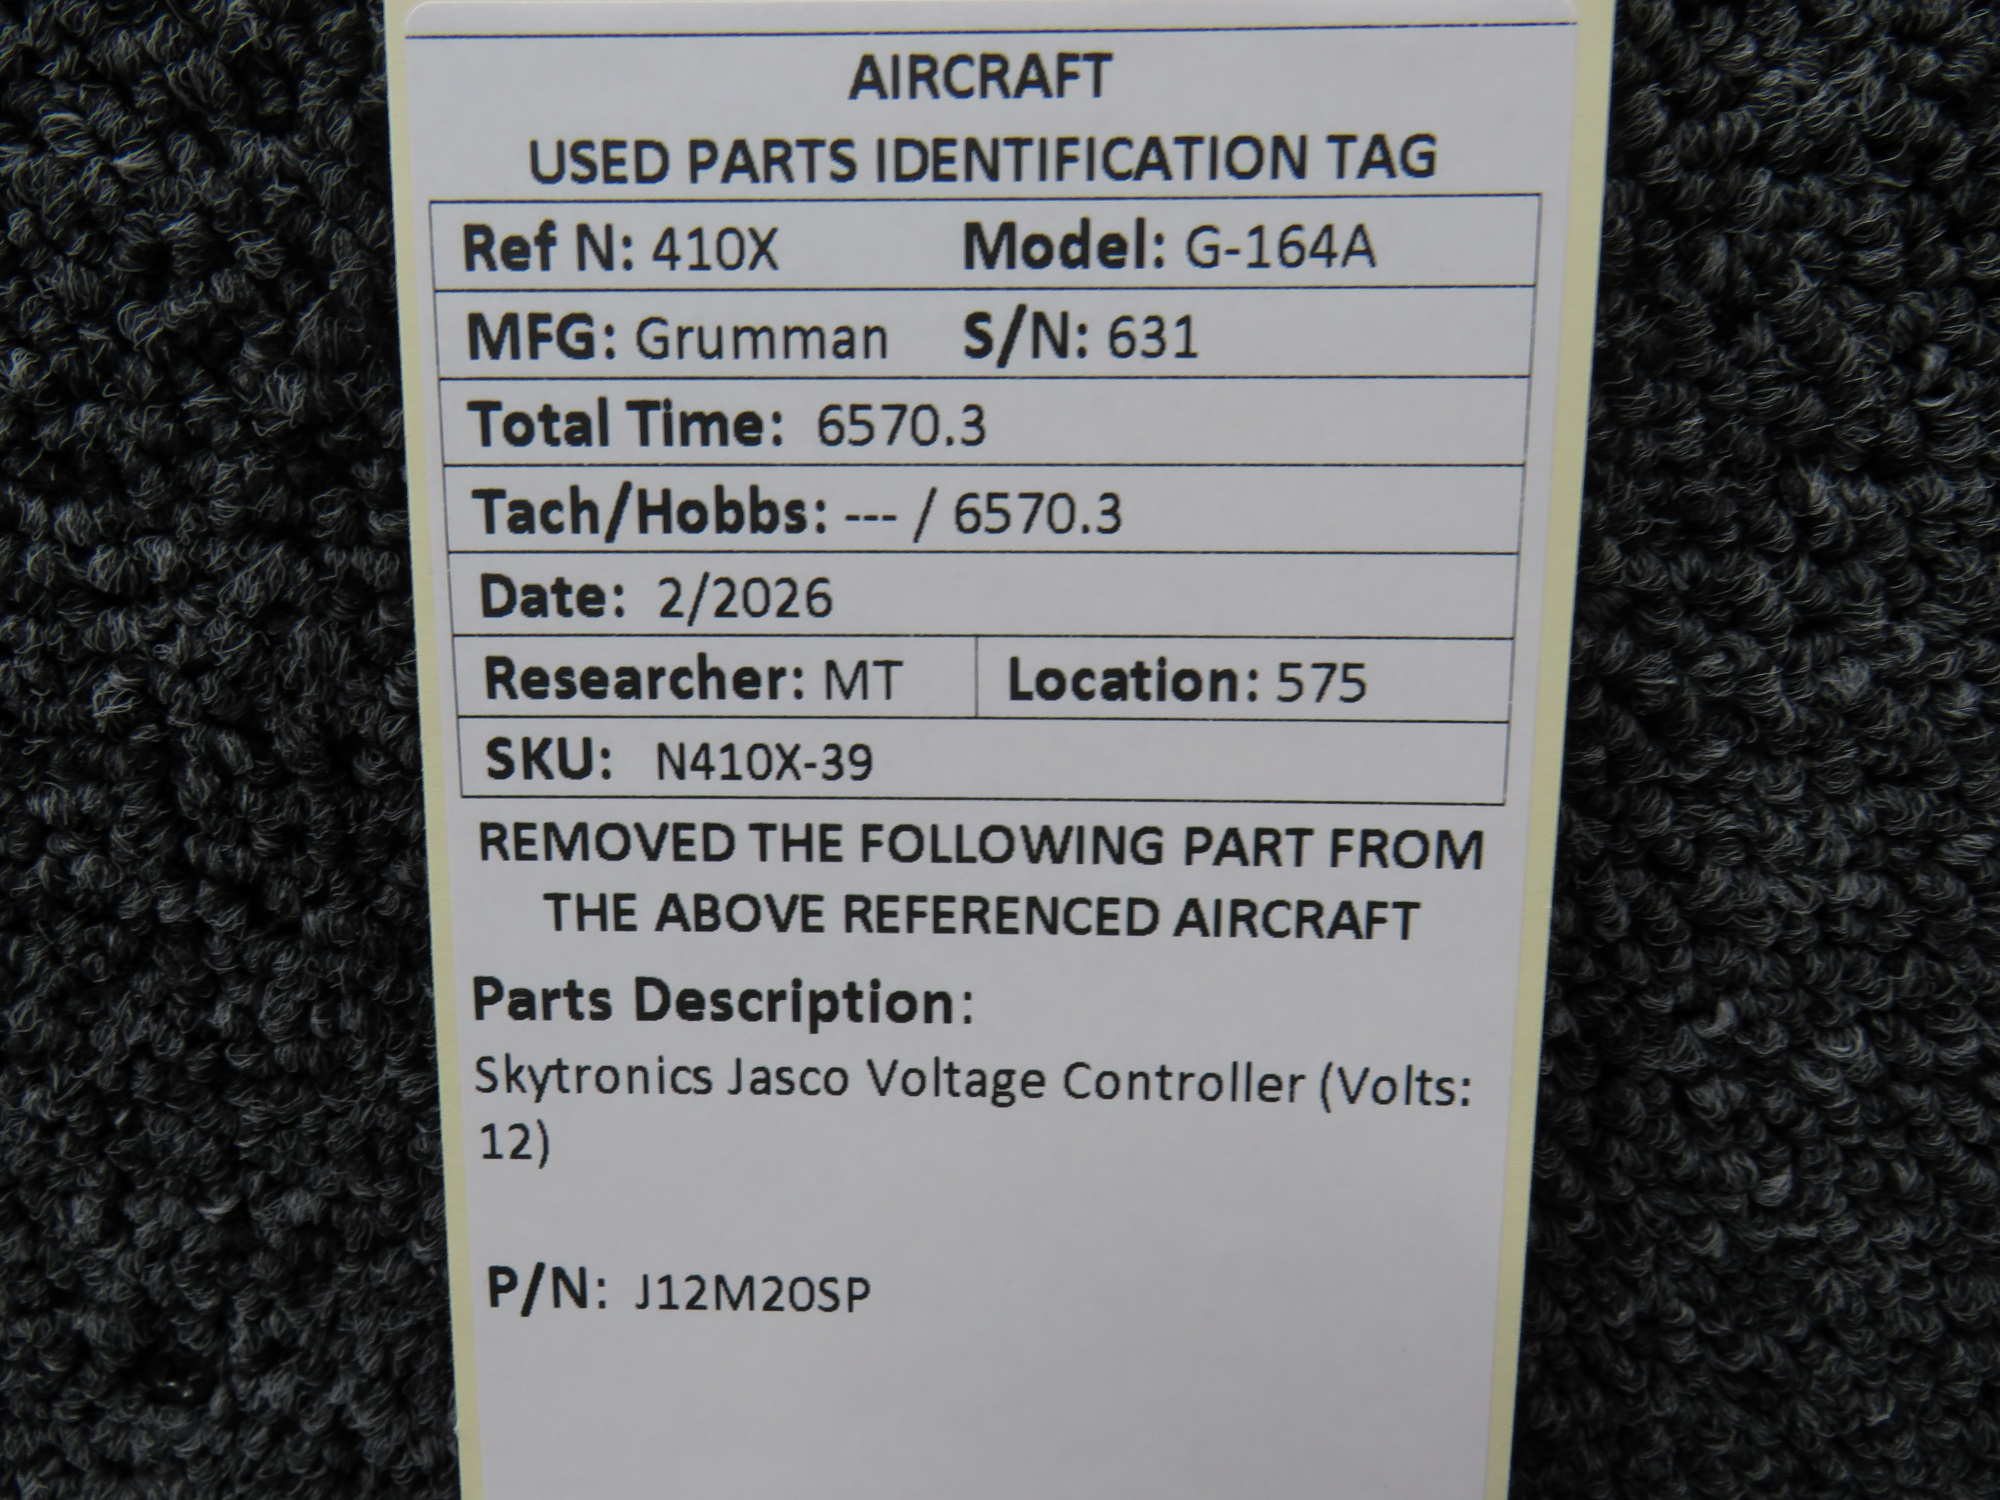 AIRCRAFT
USED PARTS IDENTIFICATION TAG
Ref N: 410X Model: G-164A
MFG: Grumman S/N: 631
Total Time: 6570.3
Tach/Hobbs: --- / 6570.3
Date: 2/2026
Researcher: MT Location: 575
SKU: N410X-39
REMOVED THE FOLLOWING PART FROM
THE ABOVE REFERENCED AIRCRAFT
Parts Description:
Skytronics Jasco Voltage Controller (Volts:
12)
P/N: J12M20SP